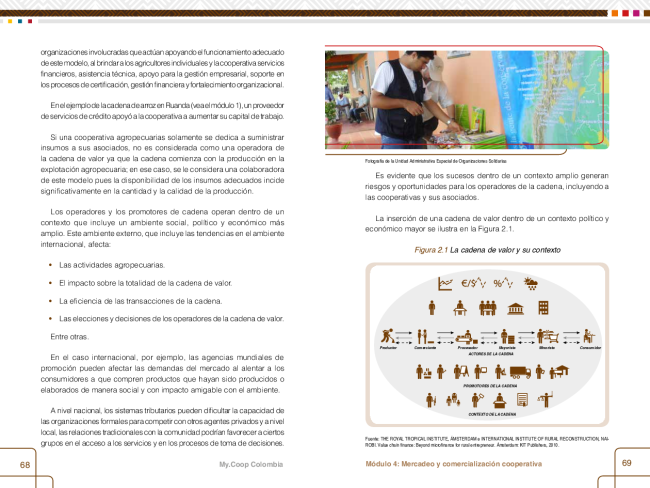 organizaciones involucradas que actúan apoyando el funcionamiento adecuado
de este modelo, al brindar a los agricultores individuales y la cooperativa servicios
financieros, asistencia técnica, apoyo para la gestión empresarial, soporte en
los procesos de certificación, gestión financiera y fortalecimiento organizacional.
En el ejemplo de la cadena de arroz en Ruanda (vea el módulo 1), un proveedor
de servicios de crédito apoyó a la cooperativa a aumentar su capital de trabajo.
Si una cooperativa agropecuarias solamente se dedica a suministrar
insumos a sus asociados, no es considerada como una operadora de
la cadena de valor ya que la cadena comienza con la producción en la
explotación agropecuaria; en ese caso, se le considera una colaboradora
de este modelo pues la disponibilidad de los insumos adecuados incide
significativamente en la cantidad y la calidad de la producción.
Los operadores y los promotores de cadena operan dentro de un
contexto que incluye un ambiente social, político y económico más
amplio. Este ambiente externo, que incluye las tendencias en el ambiente
internacional, afecta:
• Las actividades agropecuarias.
• El impacto sobre la totalidad de la cadena de valor.
• La eficiencia de las transacciones de la cadena.
• Las elecciones y decisiones de los operadores de la cadena de valor.
Entre otras.
En el caso internacional, por ejemplo, las agencias mundiales de
promoción pueden afectar las demandas del mercado al alentar a los
consumidores a que compren productos que hayan sido producidos o
elaborados de manera social y con impacto amigable con el ambiente.
A nivel nacional, los sistemas tributarios pueden dificultar la capacidad de
las organizaciones formales para competir con otros agentes privados y a nivel
local, las relaciones tradicionales con la comunidad podrían favorecer a ciertos
grupos en el acceso a los servicios y en los procesos de toma de decisiones.
68
My.Coop Colombia
Fotografía de la Unidad Administrativa Especial de Organizaciones Solidarias
Es evidente que los sucesos dentro de un contexto amplio generan
riesgos y oportunidades para los operadores de la cadena, incluyendo a
las cooperativas y sus asociados.
La inserción de una cadena de valor dentro de un contexto político y
económico mayor se ilustra en la Figura 2.1.
Figura 2.1 La cadena de valor y su contexto
€/$ %
Productor Comerciante Procesador Mayorista Minorista Consumidor
ACTORES DE LA CADENA
PROMOTORES DE LA CADENA
CONTEXTO DE LA CADENA
Fuente: THE ROYAL TROPICAL INSTITUTE, ÁMSTERDAM e INTERNATIONAL INSTITUTE OF RURAL RECONSTRUCTION, NAI-
ROBI. Value chain finance: Beyond microfinance for rural entrepreneurs. Ámsterdam: KIT Publishers, 2010.
Módulo 4: Mercadeo y comercialización cooperativa
69